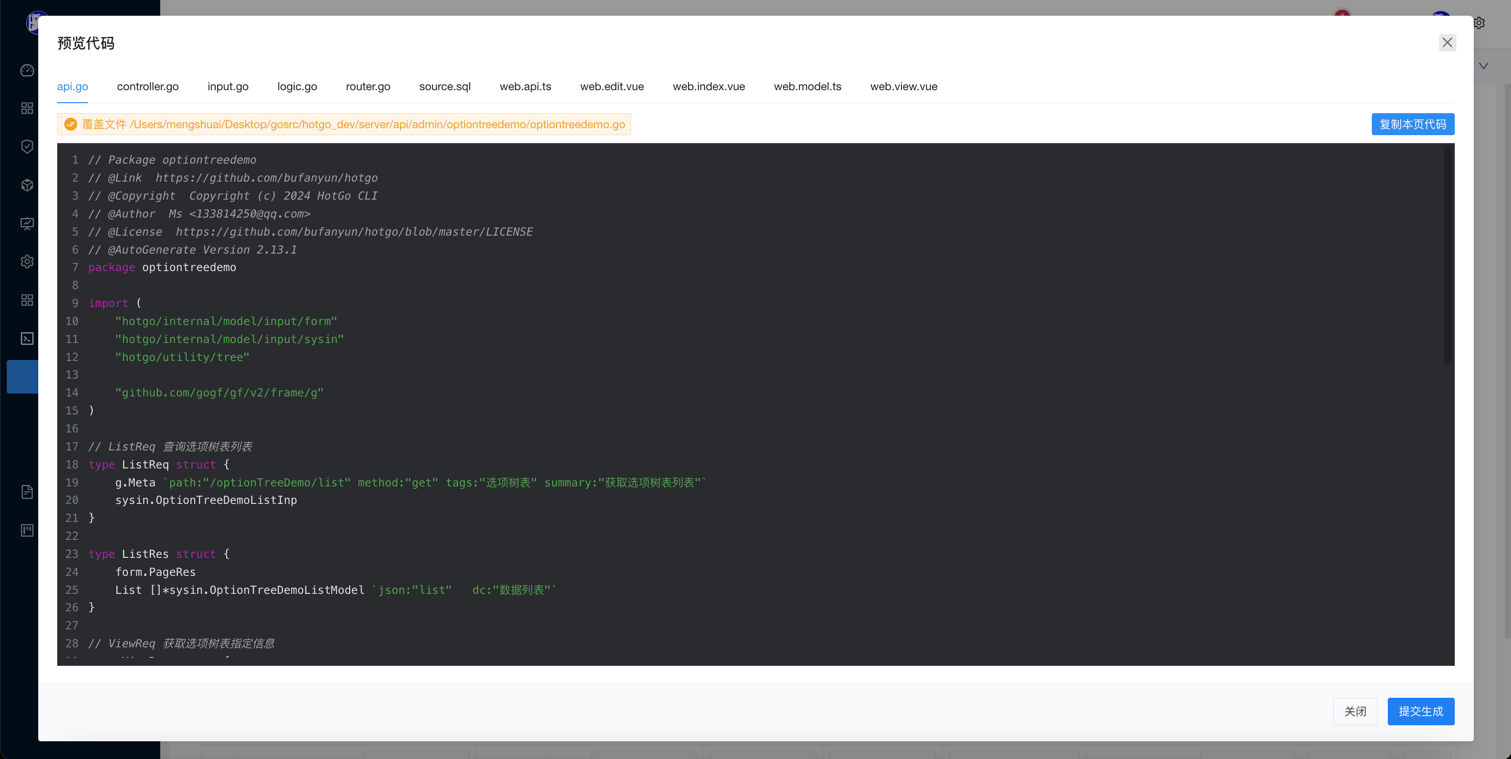 预览代码
api.go controller.go input.go logic.go router.go source.sql web.api.ts web.edit.vue web.index.vue web.model.ts web.view.vue
覆盖文件 /Users/mengshuai/Desktop/gosrc/hotgo_dev/server/api/admin/optiontreedemo/optiontreedemo.go 复制本页代码
1 // Package optiontreedemo
2 // @Link  https://github.com/bufanyun/hotgo
3 // @Copyright  Copyright (c) 2024 HotGo CLI
4 // @Author  Ms <133814250@qq.com>
5 // @License  https://github.com/bufanyun/hotgo/blob/master/LICENSE
6 // @AutoGenerate Version 2.13.1
7 package optiontreedemo
8
9 import (
10     "hotgo/internal/model/input/form"
11     "hotgo/internal/model/input/sysin"
12     "hotgo/utility/tree"
13
14     "github.com/gogf/gf/v2/frame/g"
15 )
16
17 // ListReq 查询选项树表列表
18 type ListReq struct {
19     g.Meta `path:"/optionTreeDemo/list" method:"get" tags:"选项树表" summary:"获取选项树表列表"`
20     sysin.OptionTreeDemoListInp
21 }
22
23 type ListRes struct {
24     form.PageRes
25     List []*sysin.OptionTreeDemoListModel `json:"list"   dc:"数据列表"`
26 }
27
28 // ViewReq 获取选项树表指定信息
关闭 提交生成